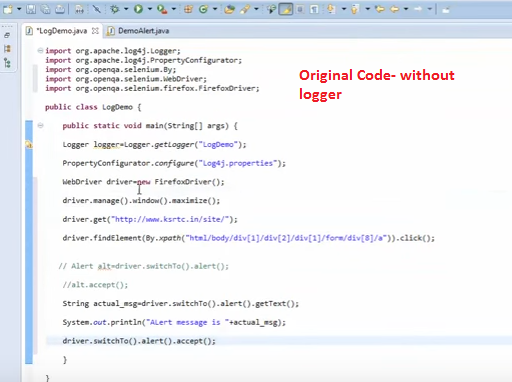 *LogDemo.java
DemoAlert.java
import org.apache.log4j.Logger;
import org.apache.log4j.PropertyConfigurator;
import org.openqa.selenium.By;
import org.openqa.selenium.WebDriver;
import org.openqa.selenium.firefox.FirefoxDriver;
Original Code- without
logger
public class LogDemo {
public static void main(String[] args) {
Logger logger=Logger.getLogger("LogDemo");
PropertyConfigurator.configure("Log4j.properties");
WebDriver driver=new FirefoxDriver();
driver.manage().window().maximize();
driver.get("http://www.ksrtc.in/site/");
driver.findElement(By.xpath("html/body/div[1]/div[2]/div[1]/form/div[8]/a")).click();
// Alert alt=driver.switchTo().alert();
//alt.accept();
String actual_msg=driver.switchTo().alert().getText();
System.out.println("ALert message is "+actual_msg);
driver.switchTo().alert().accept();
}
}